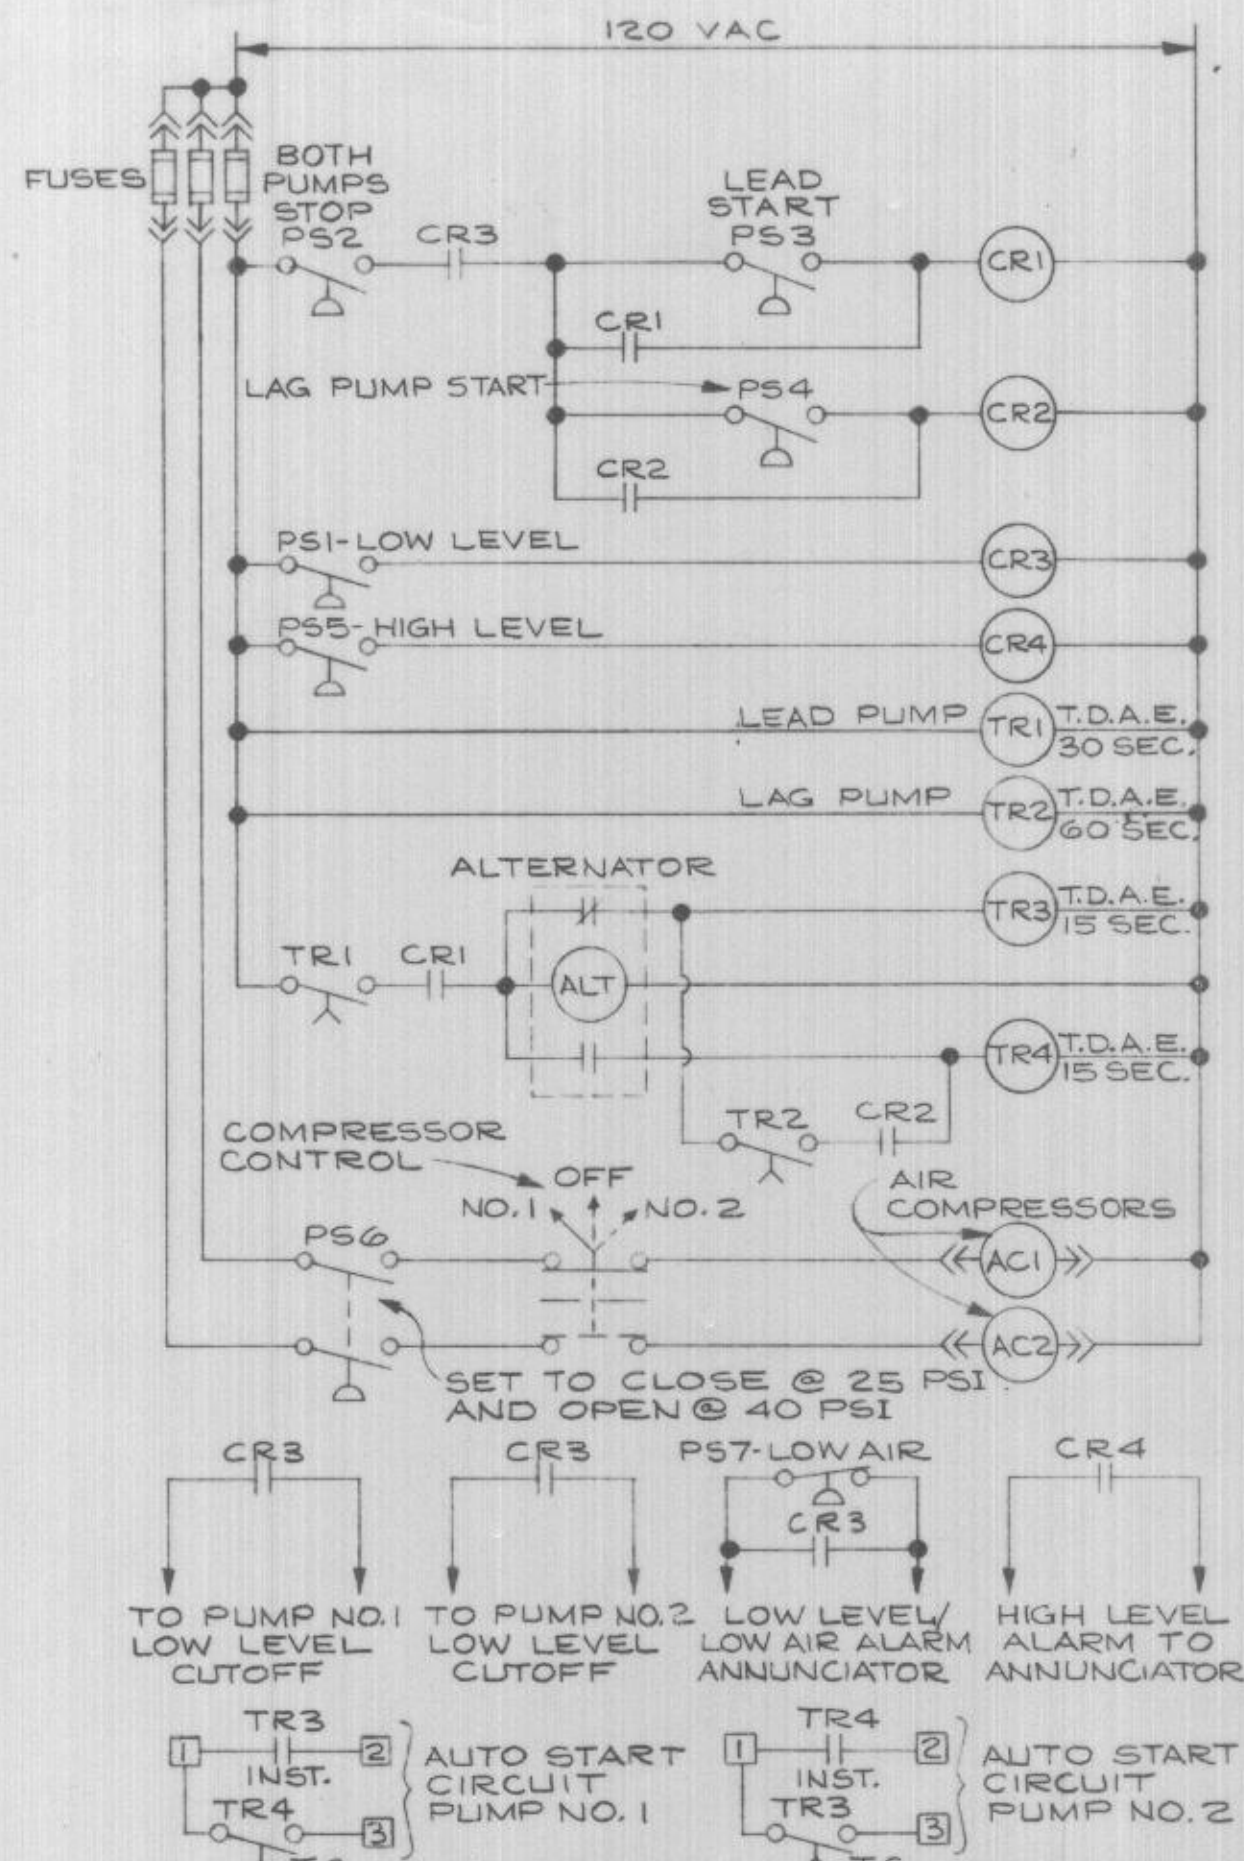 120 VAC
FUSES
BOTH
PUMPS
STOP
PS2
CR3
LEAD
START
PS3
CR1
CR1
LAG PUMP START
PS4
CR2
CR2
PS1-LOW LEVEL
CR3
PS5-HIGH LEVEL
CR4
LEAD PUMP
TR1
T.D.A.E.
30 SEC.
LAG PUMP
TR2
T.D.A.E.
60 SEC.
ALTERNATOR
TR3
T.D.A.E.
15 SEC.
TR1
CR1
ALT
TR4
T.D.A.E.
15 SEC.
TR2
CR2
COMPRESSOR
CONTROL
OFF
NO.1
NO.2
AIR
COMPRESSORS
PS6
AC1
AC2
SET TO CLOSE @ 25 PSI
AND OPEN @ 40 PSI
CR3
TO PUMP NO.1
LOW LEVEL
CUTOFF
CR3
TO PUMP NO.2
LOW LEVEL
CUTOFF
PS7-LOW AIR
CR3
LOW LEVEL/
LOW AIR ALARM
ANNUNCIATOR
CR4
HIGH LEVEL
ALARM TO
ANNUNCIATOR
TR3
1
2
INST.
TR4
3
AUTO START
CIRCUIT
PUMP NO. 1
TR4
1
2
INST.
TR3
3
AUTO START
CIRCUIT
PUMP NO. 2